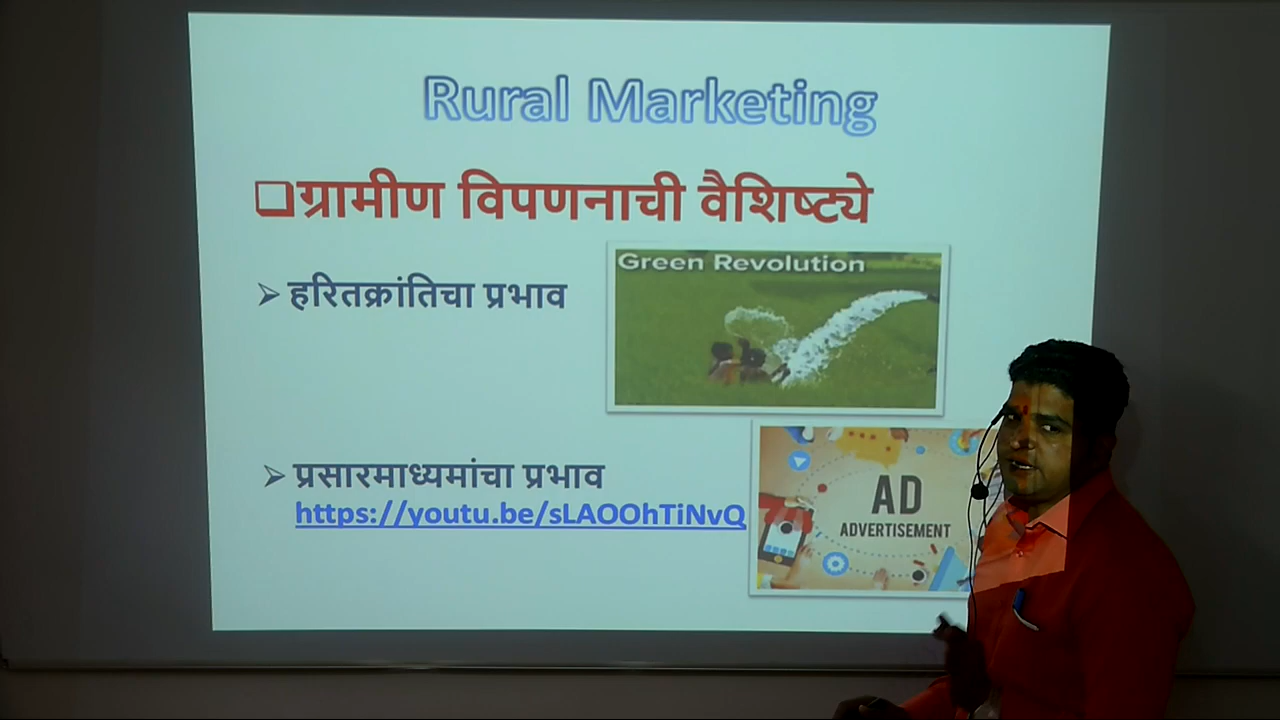 Rural Marketing
❑ग्रामीण विपणनाची वैशिष्ट्ये
➢ हरितक्रांतिचा प्रभाव
Green Revolution
➢ प्रसारमाध्यमांचा प्रभाव
https://youtu.be/sLAOOhTiNvQ
AD
ADVERTISEMENT